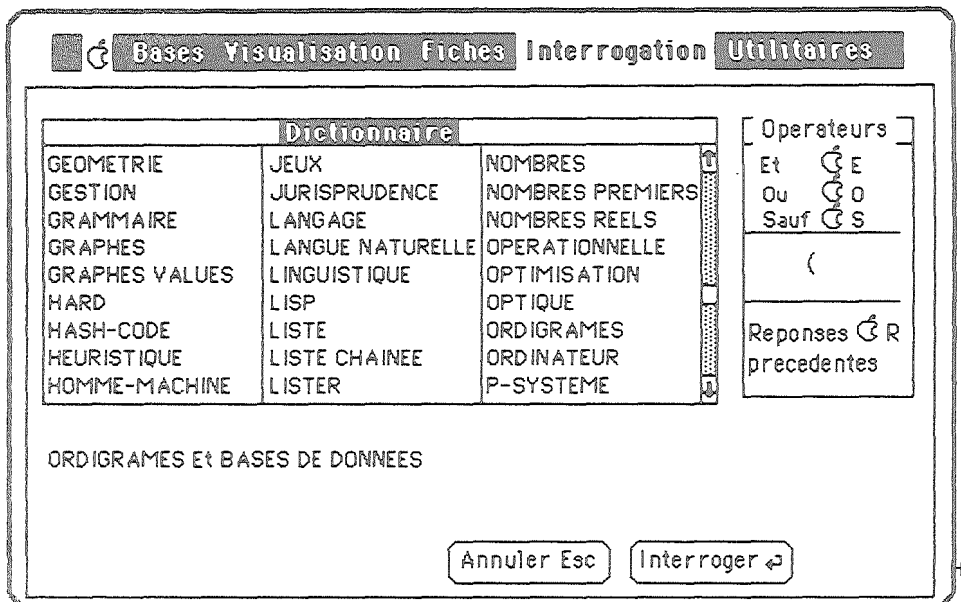 Bases Visualisation Fiches Interrogation Utilitaires
Dictionnaire
GEOMETRIE JEUX NOMBRES
GESTION JURISPRUDENCE NOMBRES PREMIERS
GRAMMAIRE LANGAGE NOMBRES REELS
GRAPHES LANGUE NATURELLE OPERATIONNELLE
GRAPHES VALUES LINGUISTIQUE OPTIMISATION
HARD LISP OPTIQUE
HASH-CODE LISTE ORDIGRAMES
HEURISTIQUE LISTE CHAINEE ORDINATEUR
HOMME-MACHINE LISTER P-SYSTEME
Operateurs
Et E
Ou O
Sauf S
(
Reponses R
precedentes
ORDIGRAMES Et BASES DE DONNEES
Annuler Esc Interroger